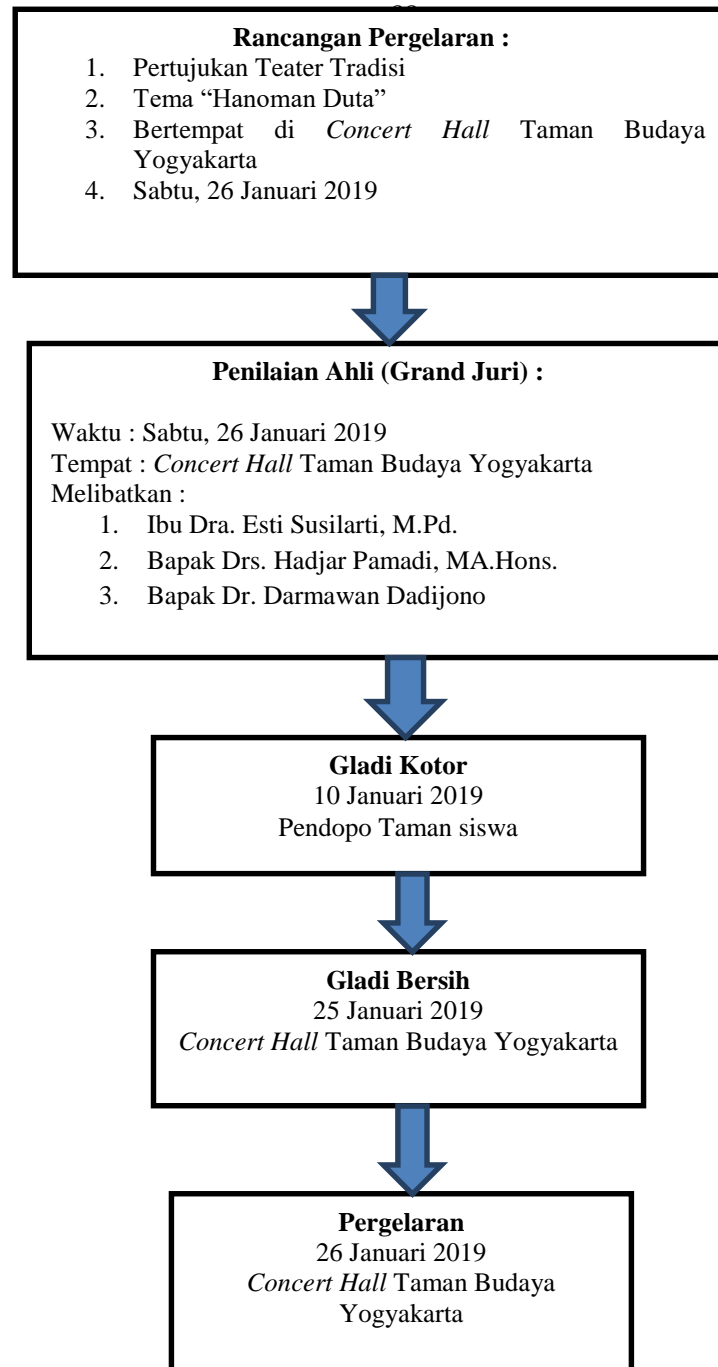 Rancangan Pergelaran :
1. Pertujukan Teater Tradisi
2. Tema “Hanoman Duta”
3. Bertempat di Concert Hall Taman Budaya
Yogyakarta
4. Sabtu, 26 Januari 2019
Penilaian Ahli (Grand Juri) :
Waktu : Sabtu, 26 Januari 2019
Tempat : Concert Hall Taman Budaya Yogyakarta
Melibatkan :
1. Ibu Dra. Esti Susilarti, M.Pd.
2. Bapak Drs. Hadjar Pamadi, MA.Hons.
3. Bapak Dr. Darmawan Dadijono
Gladi Kotor
10 Januari 2019
Pendopo Taman siswa
Gladi Bersih
25 Januari 2019
Concert Hall Taman Budaya Yogyakarta
Pergelaran
26 Januari 2019
Concert Hall Taman Budaya
Yogyakarta